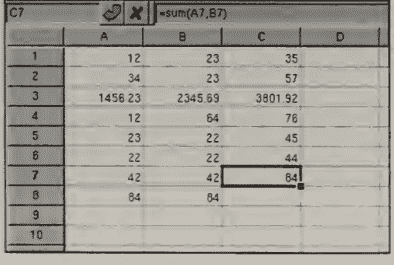 C7 =sum(A7,B7)
A B C D
1 12 23 35
2 34 23 57
3 1456.23 2345.69 3801.92
4 12 64 76
5 23 22 45
6 22 22 44
7 42 42 84
8 84 84
9
10